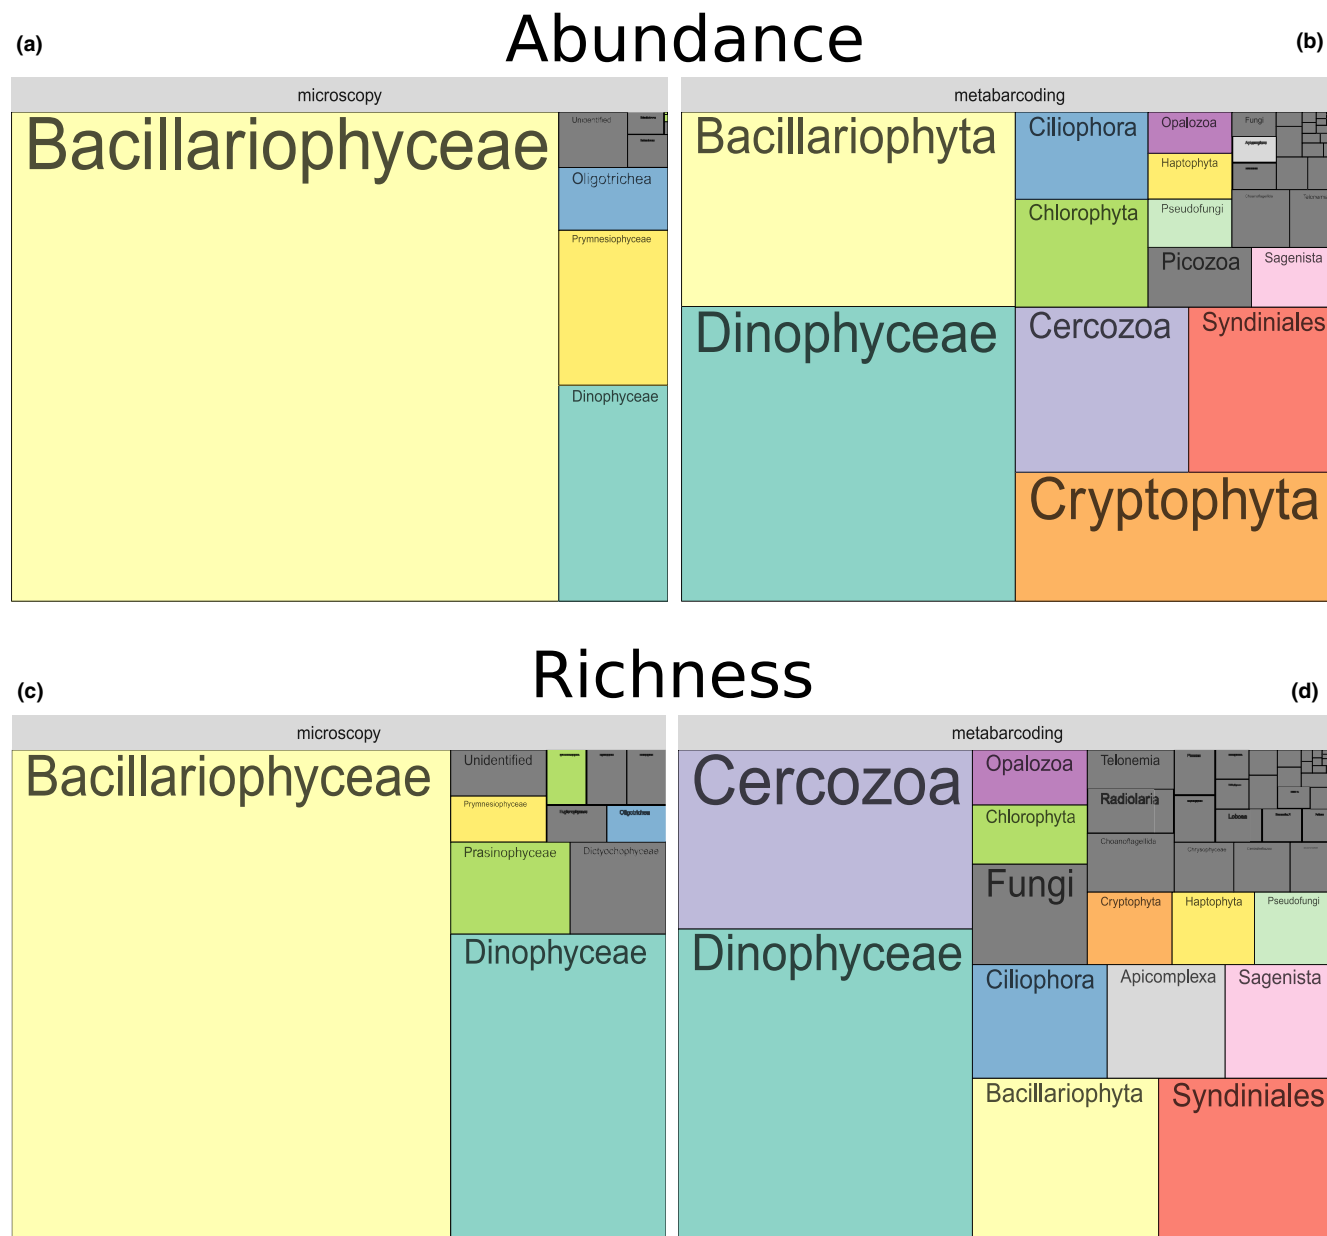 (a)
Abundance
(b)
microscopy
Bacillariophyceae
Unidentified
Oligotrichea
Prymnesiophyceae
Dinophyceae
metabarcoding
Bacillariophyta
Ciliophora
Opalozoa
Fungi
Haptophyta
Chlorophyta
Pseudofungi
Picozoa
Sagenista
Dinophyceae
Cercozoa
Syndiniales
Cryptophyta
(c)
Richness
(d)
microscopy
Bacillariophyceae
Unidentified
Prymnesiophyceae
Oligotrichea
Prasinophyceae
Dictyochophyceae
Dinophyceae
metabarcoding
Cercozoa
Opalozoa
Telonemia
Radiolaria
Chlorophyta
Lobosa
Choanoflagellida
Chrysophyceae
Fungi
Cryptophyta
Haptophyta
Pseudofungi
Dinophyceae
Ciliophora
Apicomplexa
Sagenista
Bacillariophyta
Syndiniales